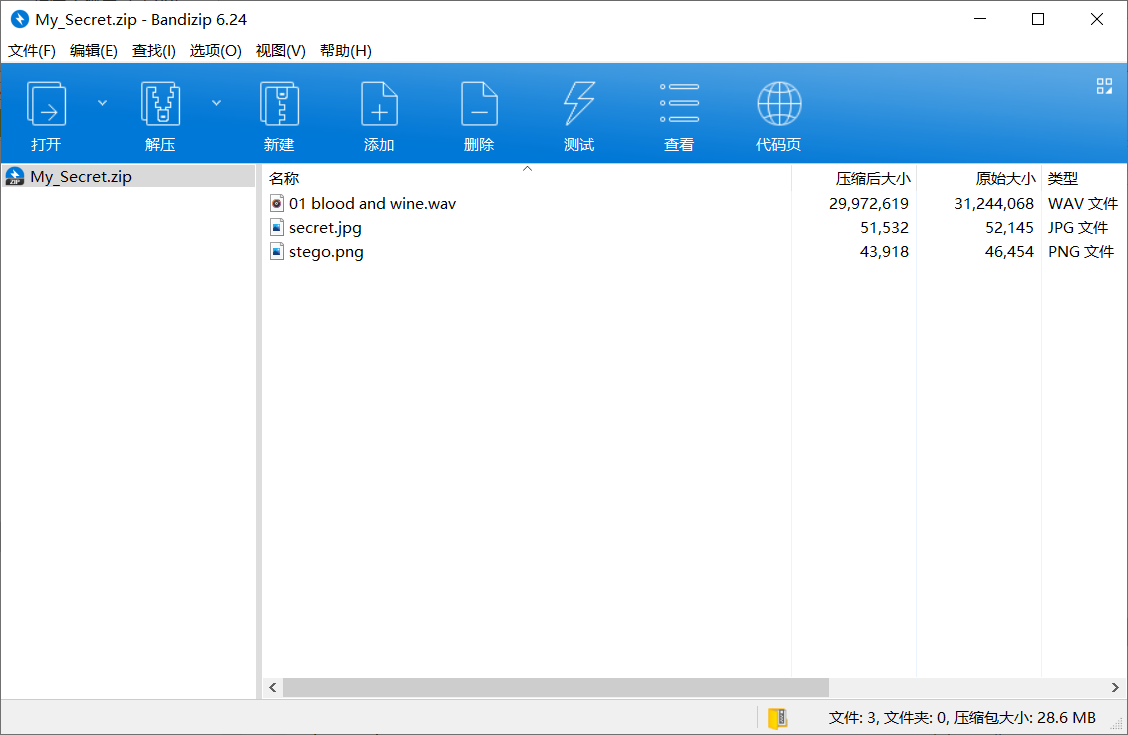 My_Secret.zip - Bandizip 6.24
文件(F) 编辑(E) 查找(I) 选项(O) 视图(V) 帮助(H)
打开 解压 新建 添加 删除 测试 查看 代码页
My_Secret.zip
名称 压缩后大小 原始大小 类型
01 blood and wine.wav 29,972,619 31,244,068 WAV 文件
secret.jpg 51,532 52,145 JPG 文件
stego.png 43,918 46,454 PNG 文件
文件: 3, 文件夹: 0, 压缩包大小: 28.6 MB